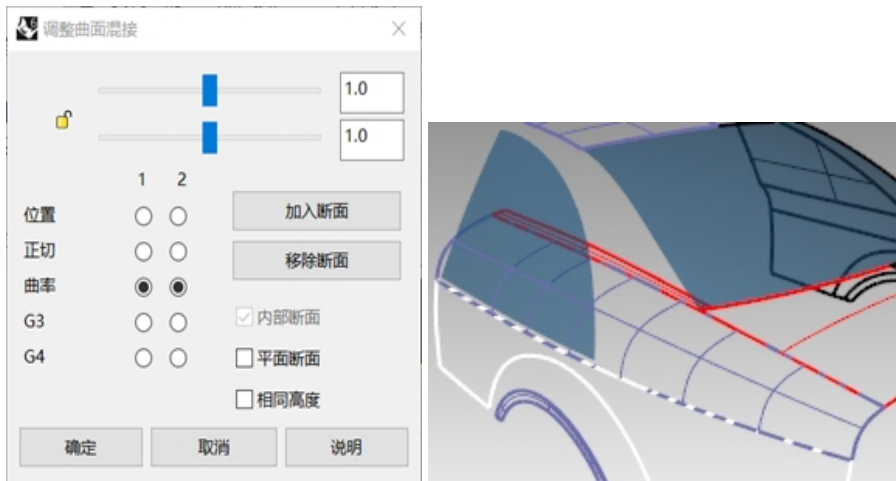 调整曲面混接
1.0
1.0
1 2
位置
正切
曲率
G3
G4
加入断面
移除断面
内部断面
平面断面
相同高度
确定 取消 说明